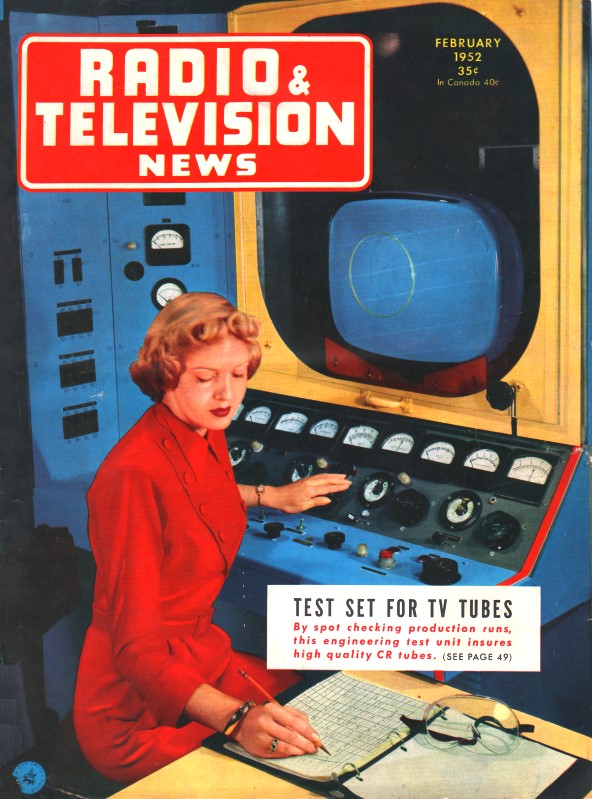 RADIO &
TELEVISION
NEWS
FEBRUARY
1952
35¢
In Canada 40¢
TEST SET FOR TV TUBES
By spot checking production runs,
this engineering test unit insures
high quality CR tubes. (SEE PAGE 49)